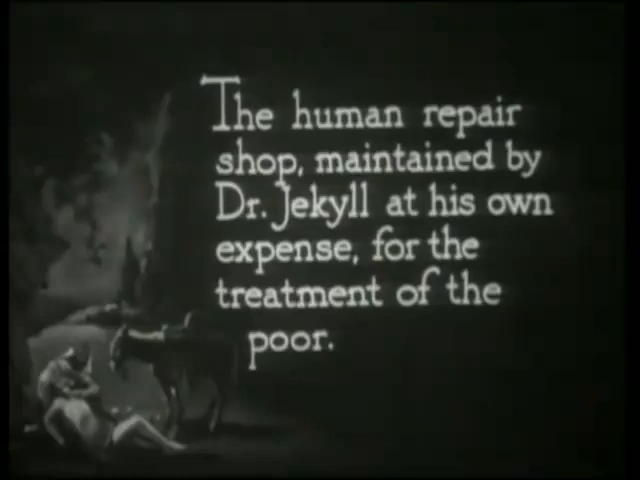 The human repair
shop, maintained by
Dr. Jekyll at his own
expense, for the
treatment of the
poor.